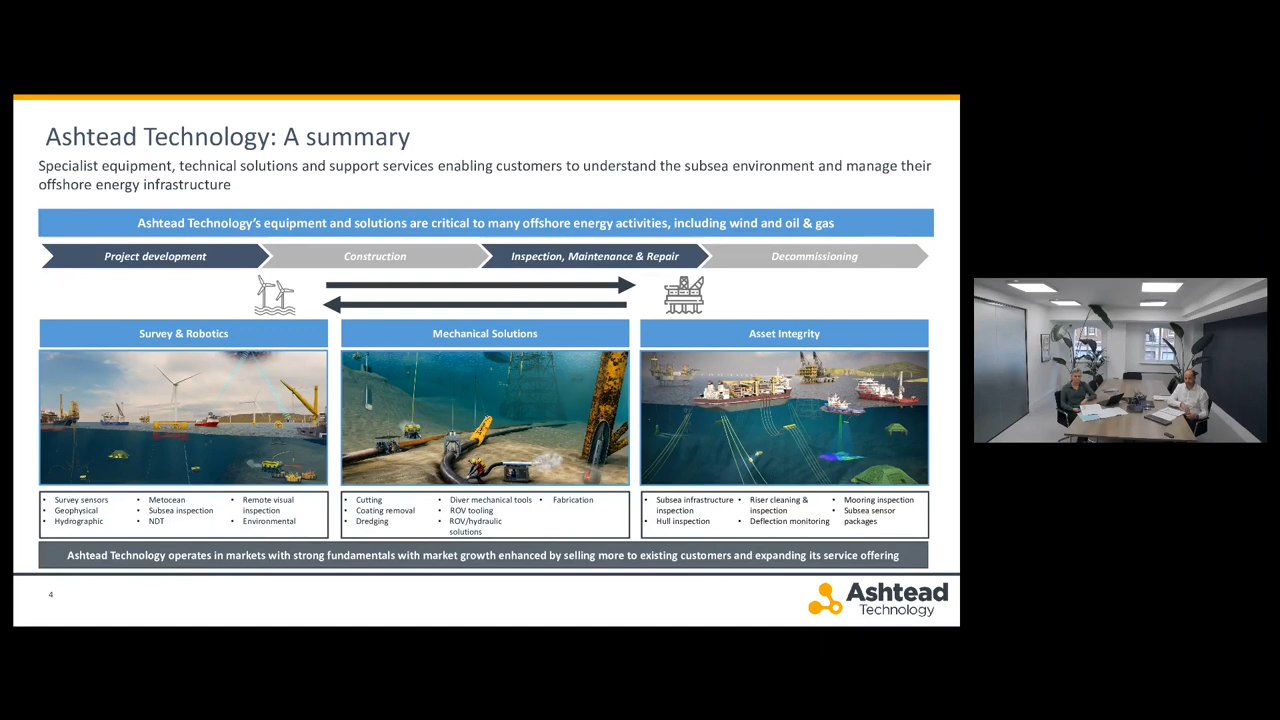 Ashtead Technology: A summary
Specialist equipment, technical solutions and support services enabling customers to understand the subsea environment and manage their
offshore energy infrastructure
Ashtead Technology's equipment and solutions are critical to many offshore energy activities, including wind and oil & gas
Project development
Construction
Inspection, Maintenance & Repair
Decommissioning
Survey & Robotics
• Survey sensors
• Geophysical
• Hydrographic
• Metocean
• Subsea inspection
• NDT
• Remote visual
inspection
• Environmental
Mechanical Solutions
• Cutting
• Coating removal
• Dredging
• Diver mechanical tools
• ROV tooling
• ROV/hydraulic
solutions
• Fabrication
Asset Integrity
• Subsea infrastructure
inspection
• Hull inspection
• Riser cleaning &
inspection
• Deflection monitoring
• Mooring inspection
• Subsea sensor
packages
Ashtead Technology operates in markets with strong fundamentals with market growth enhanced by selling more to existing customers and expanding its service offering
4
Ashtead
Technology